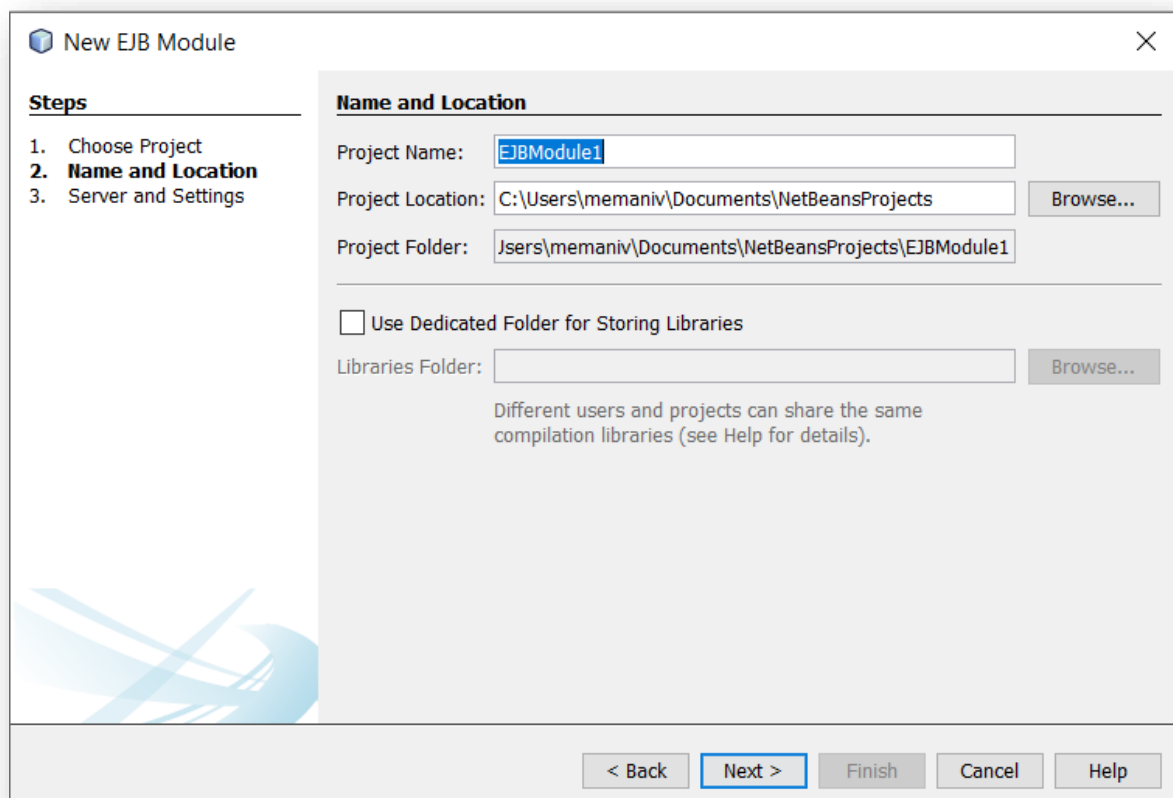 New EJB Module
Steps
1. Choose Project
2. Name and Location
3. Server and Settings
Name and Location
Project Name: EJBModule1
Project Location: C:\Users\memaniv\Documents\NetBeansProjects Browse...
Project Folder: Jsers\memaniv\Documents\NetBeansProjects\EJBModule1
Use Dedicated Folder for Storing Libraries
Libraries Folder: Browse...
Different users and projects can share the same
compilation libraries (see Help for details).
< Back Next > Finish Cancel Help